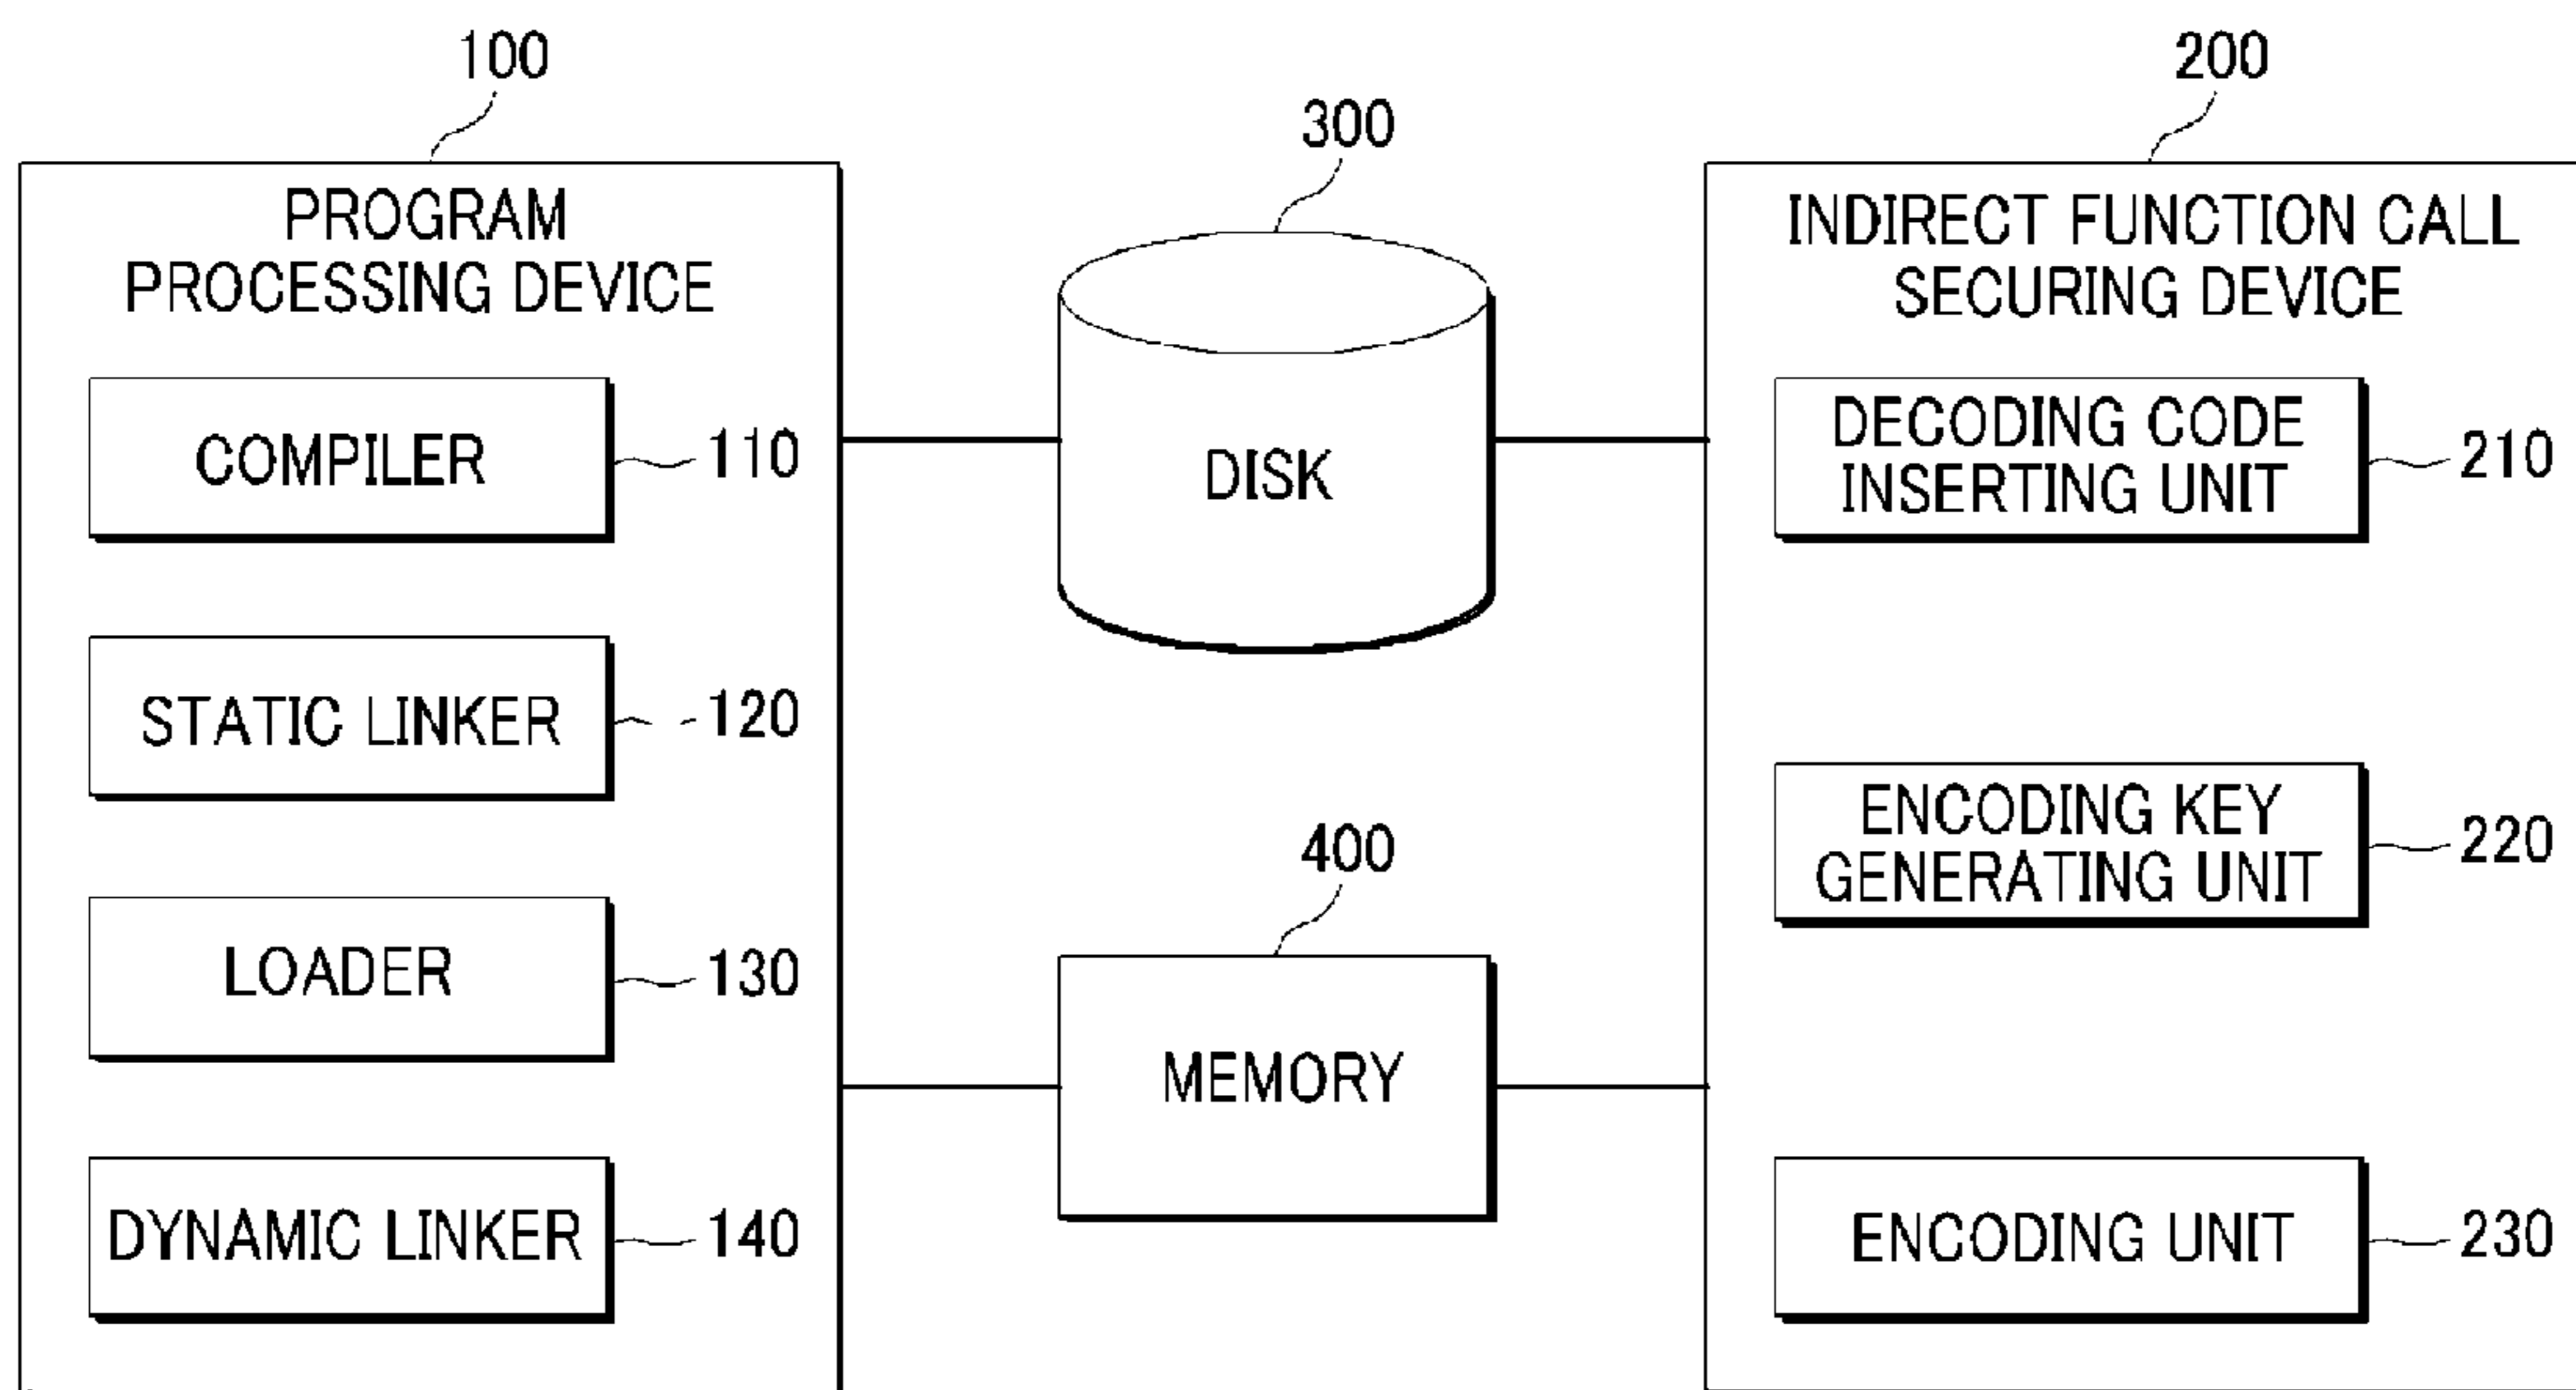 100
PROGRAM
PROCESSING DEVICE
COMPILER
110
STATIC LINKER
120
LOADER
130
DYNAMIC LINKER
140
300
DISK
400
MEMORY
200
INDIRECT FUNCTION CALL
SECURING DEVICE
DECODING CODE
INSERTING UNIT
210
ENCODING KEY
GENERATING UNIT
220
ENCODING UNIT
230